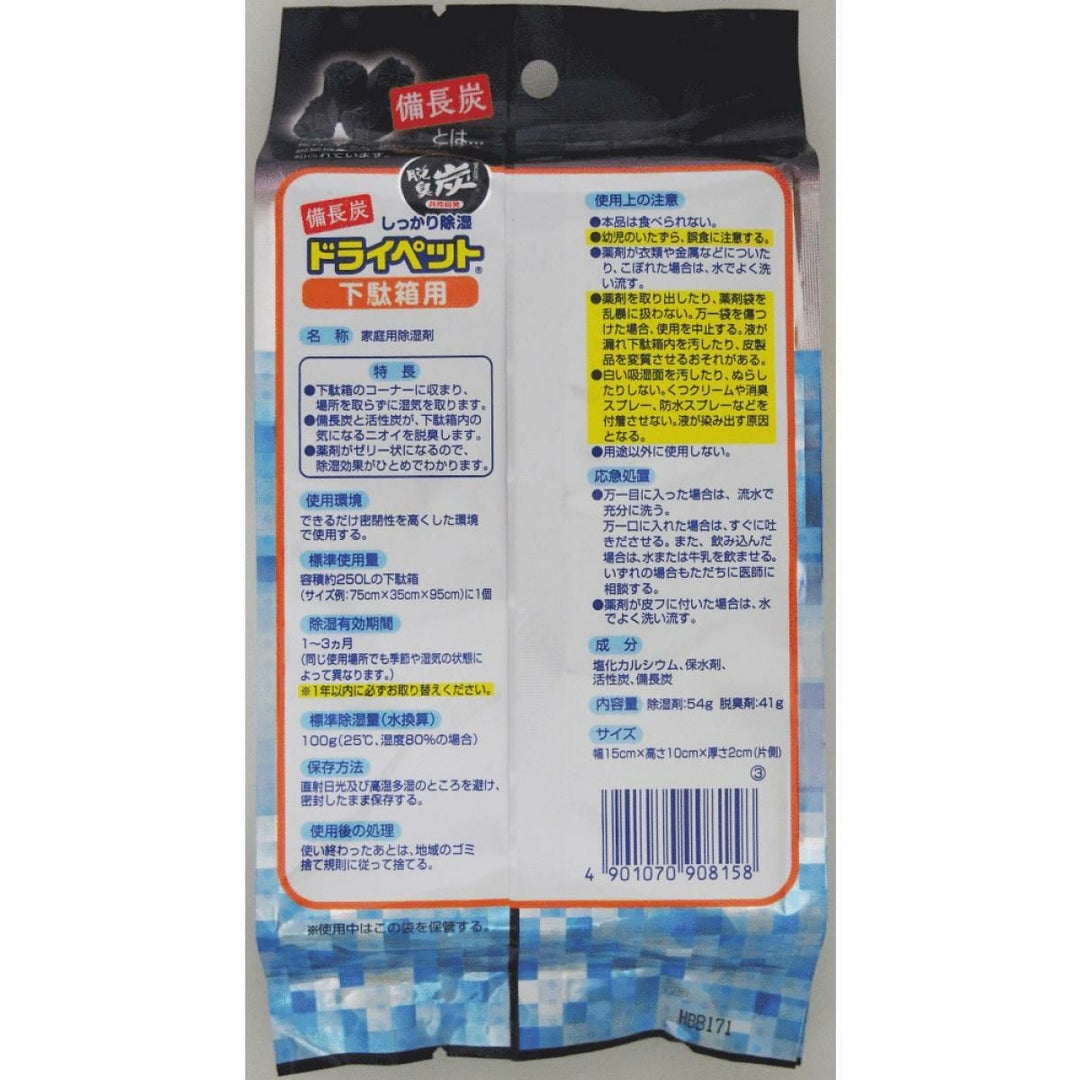 備長炭
とは…
知られています。
脱臭炭
備長炭
しっかり除湿
ドライペット®
下駄箱用
名 称 家庭用除湿剤
特 長
●下駄箱のコーナーに収まり、
場所を取らずに湿気を取ります。
●備長炭と活性炭が、下駄箱内の
気になるニオイを脱臭します。
●薬剤がゼリー状になるので、
除湿効果がひとめでわかります。
使用環境
できるだけ密閉性を高くした環境
で使用する。
標準使用量
容積約250Lの下駄箱
(サイズ例:75cm×35cm×95cm)に1個
除湿有効期間
1〜3ヵ月
(同じ使用場所でも季節や湿気の状態に
よって異なります。)
※1年以内に必ずお取り替えください。
標準除湿量(水換算)
100g(25℃、湿度80%の場合)
保存方法
直射日光及び高湿多湿のところを避け、
密封したまま保存する。
使用後の処理
使い終わったあとは、地域のゴミ
捨て規則に従って捨てる。
※使用中はこの袋を保管する。
使用上の注意
●本品は食べられない。
●幼児のいたずら、誤食に注意する。
●薬剤が衣類や金属などについた
り、こぼれた場合は、水でよく洗
い流す。
●薬剤を取り出したり、薬剤袋を
乱暴に扱わない。万一袋を傷つ
けた場合、使用を中止する。液が
漏れ下駄箱内を汚したり、皮製
品を変質させるおそれがある。
●白い吸湿面を汚したり、ぬらし
たりしない。くつクリームや消臭
スプレー、防水スプレーなどを
付着させない。液が染み出す原因
となる。
●用途以外に使用しない。
応急処置
●万一目に入った場合は、流水で
充分に洗う。
万一口に入れた場合は、すぐに吐
きださせる。また、飲み込んだ
場合は、水または牛乳を飲ませる。
いずれの場合もただちに医師に
相談する。
●薬剤が皮フに付いた場合は、水
でよく洗い流す。
成 分
塩化カルシウム、保水剤、
活性炭、備長炭
内容量 除湿剤:54g 脱臭剤:41g
サイズ
幅15cm×高さ10cm×厚さ2cm(片側)
③
4 901070 908158
HBB171